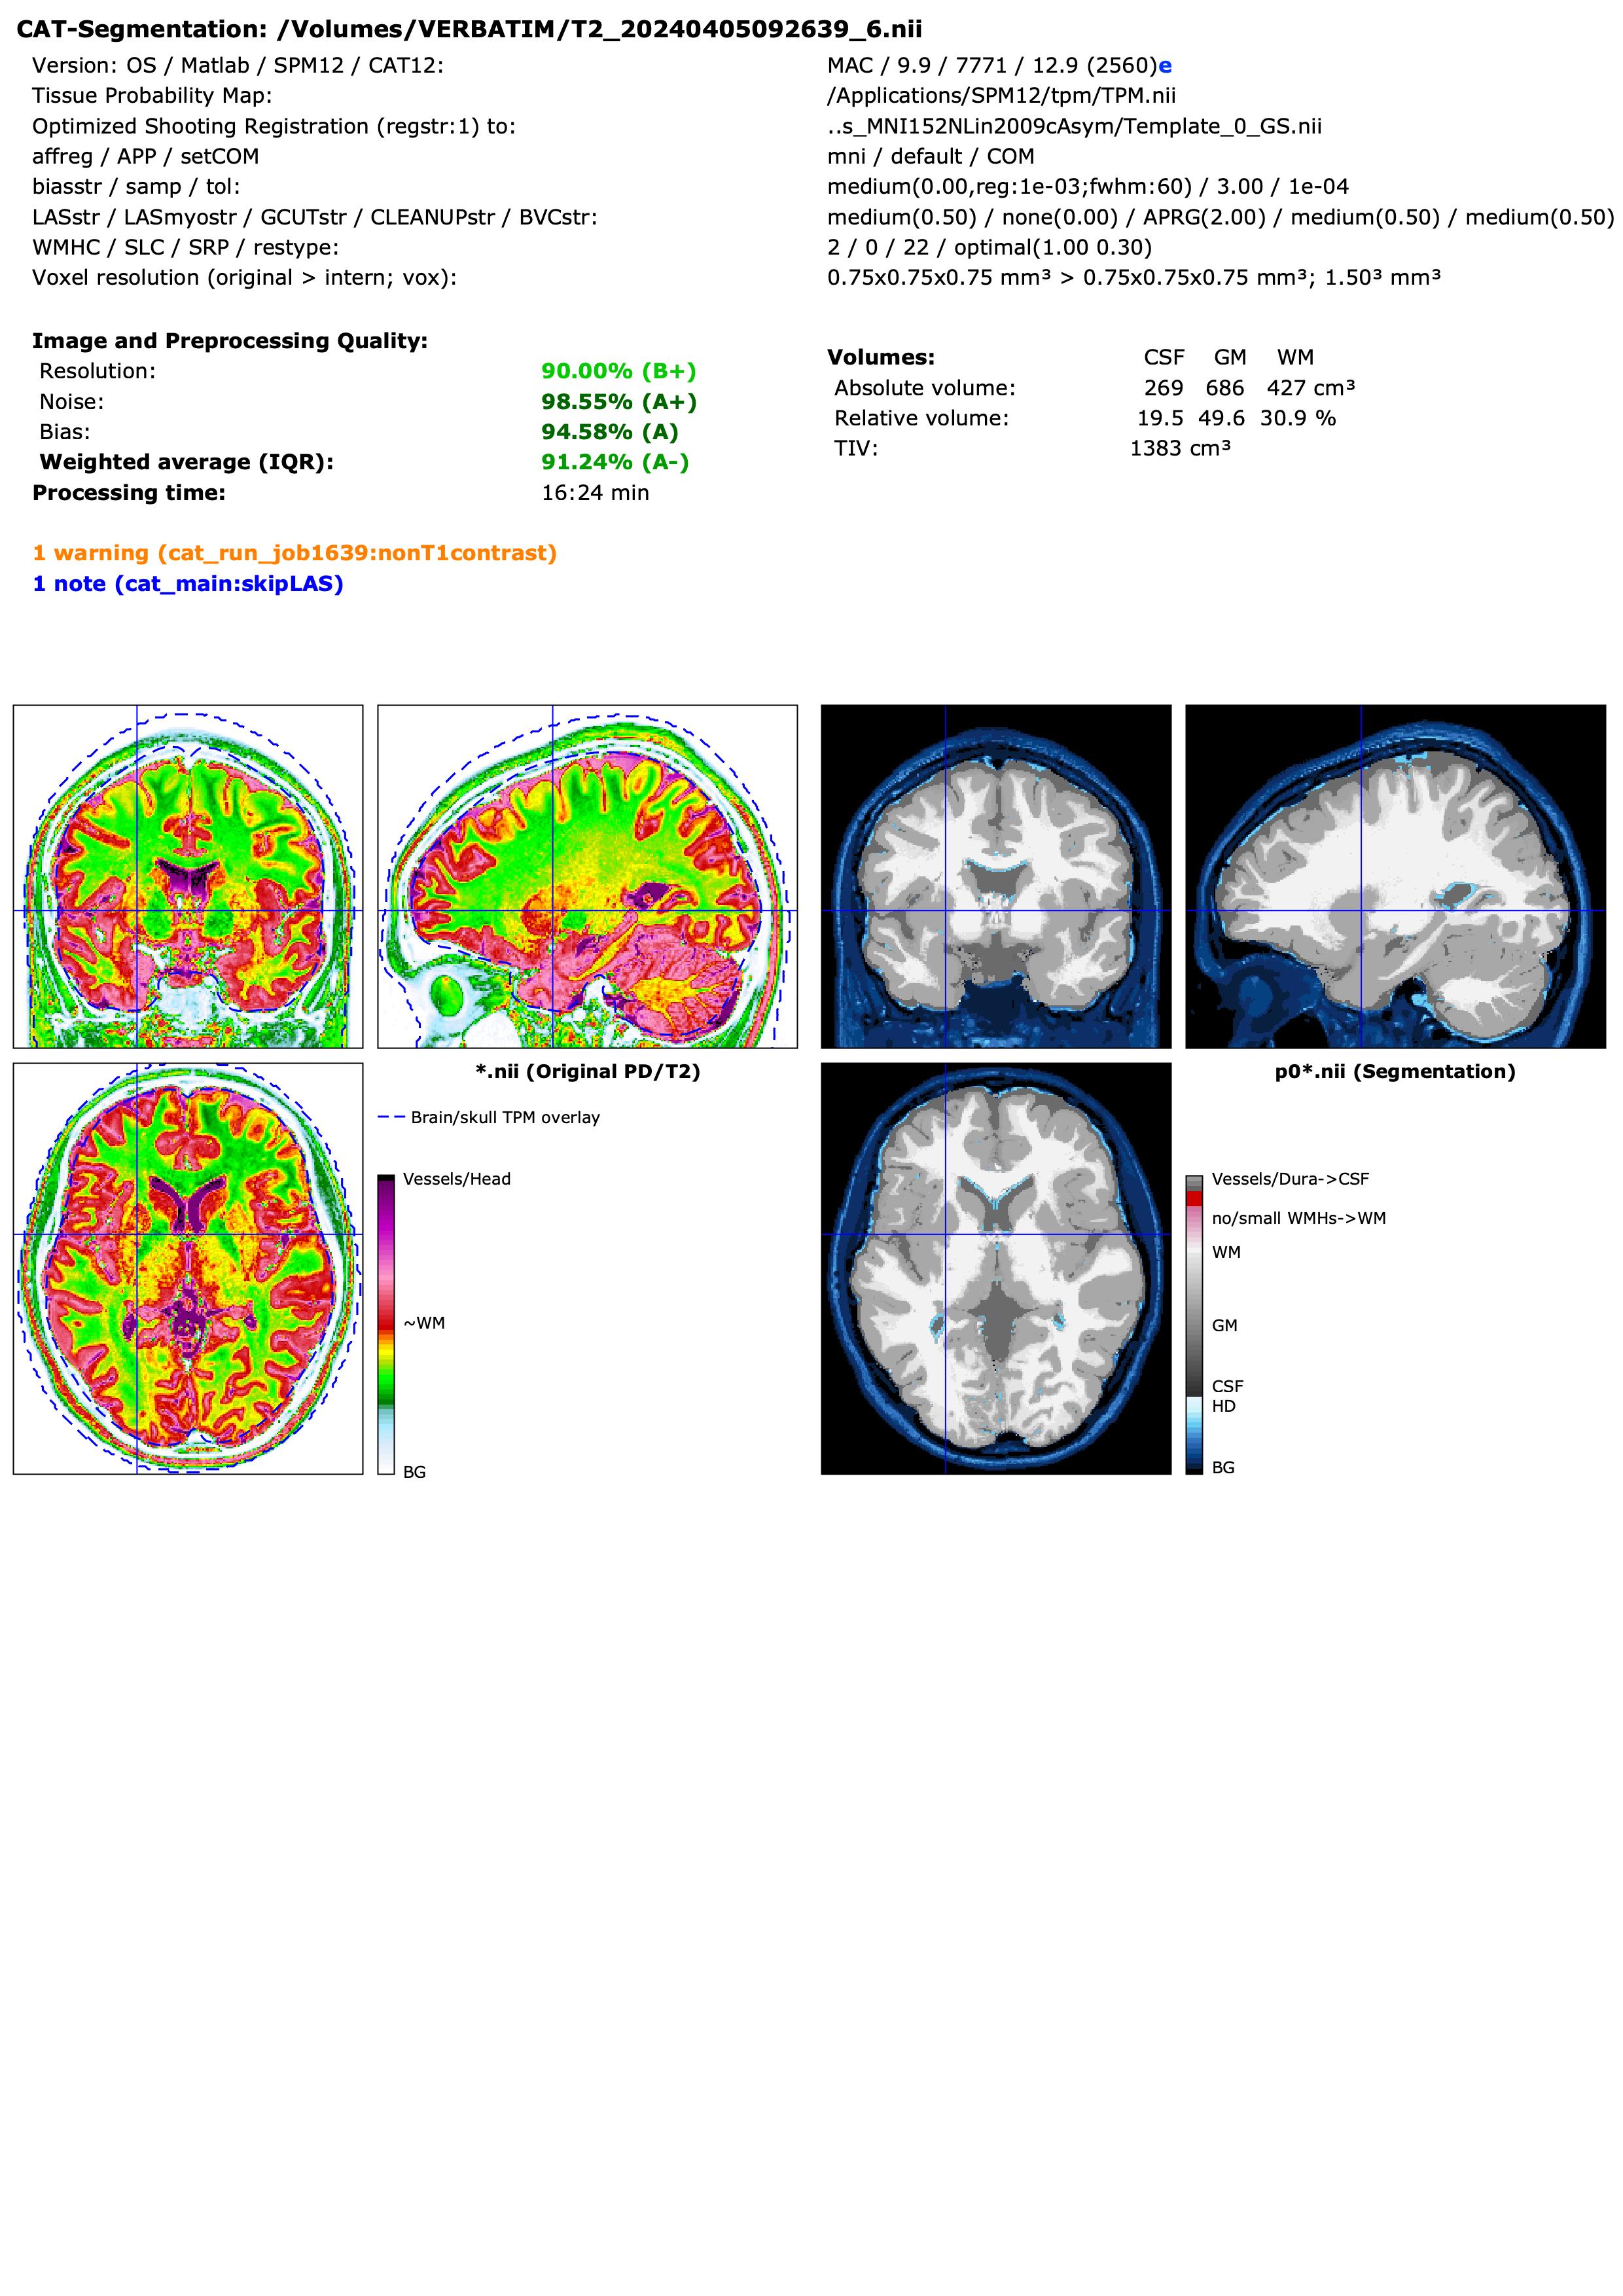 CAT-Segmentation: /Volumes/VERBATIM/T2_20240405092639_6.nii
Version: OS / Matlab / SPM12 / CAT12: MAC / 9.9 / 7771 / 12.9 (2560)e
Tissue Probability Map: /Applications/SPM12/tpm/TPM.nii
Optimized Shooting Registration (regstr:1) to: ..s_MNI152NLin2009cAsym/Template_0_GS.nii
affreg / APP / setCOM mni / default / COM
biasstr / samp / tol: medium(0.00,reg:1e-03;fwhm:60) / 3.00 / 1e-04
LASstr / LASmyostr / GCUTstr / CLEANUPstr / BVCstr: medium(0.50) / none(0.00) / APRG(2.00) / medium(0.50) / medium(0.50)
WMHC / SLC / SRP / restype: 2 / 0 / 22 / optimal(1.00 0.30)
Voxel resolution (original > intern; vox): 0.75x0.75x0.75 mm³ > 0.75x0.75x0.75 mm³; 1.50³ mm³
Image and Preprocessing Quality:
Resolution: 90.00% (B+)
Noise: 98.55% (A+)
Bias: 94.58% (A)
Weighted average (IQR): 91.24% (A-)
Processing time: 16:24 min
Volumes: CSF GM WM
Absolute volume: 269 686 427 cm³
Relative volume: 19.5 49.6 30.9 %
TIV: 1383 cm³
1 warning (cat_run_job1639:nonT1contrast)
1 note (cat_main:skipLAS)
*.nii (Original PD/T2)
Brain/skull TPM overlay
Vessels/Head
~WM
BG
p0*.nii (Segmentation)
Vessels/Dura->CSF
no/small WMHs->WM
WM
GM
CSF
HD
BG